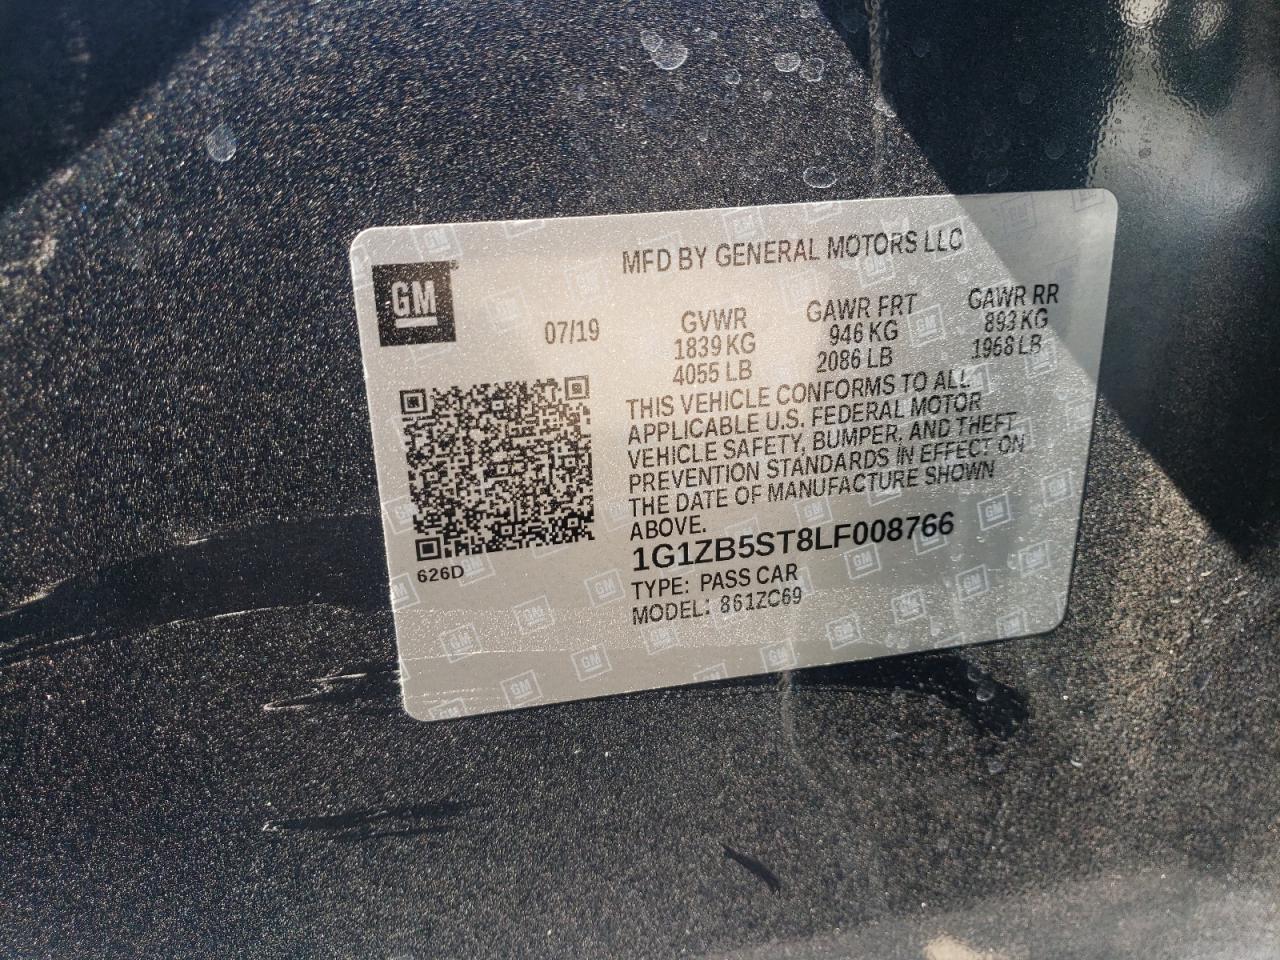 MFD BY GENERAL MOTORS LLC
GM
07/19
GVWR GAWR FRT GAWR RR
1839 KG 946 KG 893 KG
4055 LB 2086 LB 1968 LB
THIS VEHICLE CONFORMS TO ALL
APPLICABLE U.S. FEDERAL MOTOR
VEHICLE SAFETY, BUMPER, AND THEFT
PREVENTION STANDARDS IN EFFECT ON
THE DATE OF MANUFACTURE SHOWN
ABOVE.
1G1ZB5ST8LF008766
626D
TYPE: PASS CAR
MODEL: 861ZC69